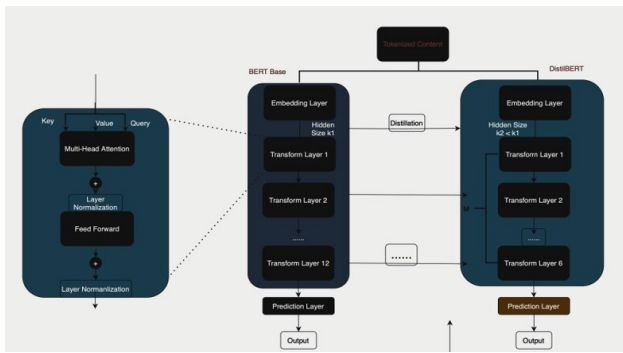 Tokenized Content
BERT Base
DistilBERT
Key
Value
Query
Multi-Head Attention
+
Layer
Normalization
Feed Forward
+
Layer Normanlization
Embedding Layer
Hidden
Size k1
Transform Layer 1
Transform Layer 2
......
Transform Layer 12
Prediction Layer
Output
Distillation
......
Embedding Layer
Hidden Size
k2 < k1
Transform Layer 1
M
Transform Layer 2
......
Transform Layer 6
Prediction Layer
Output